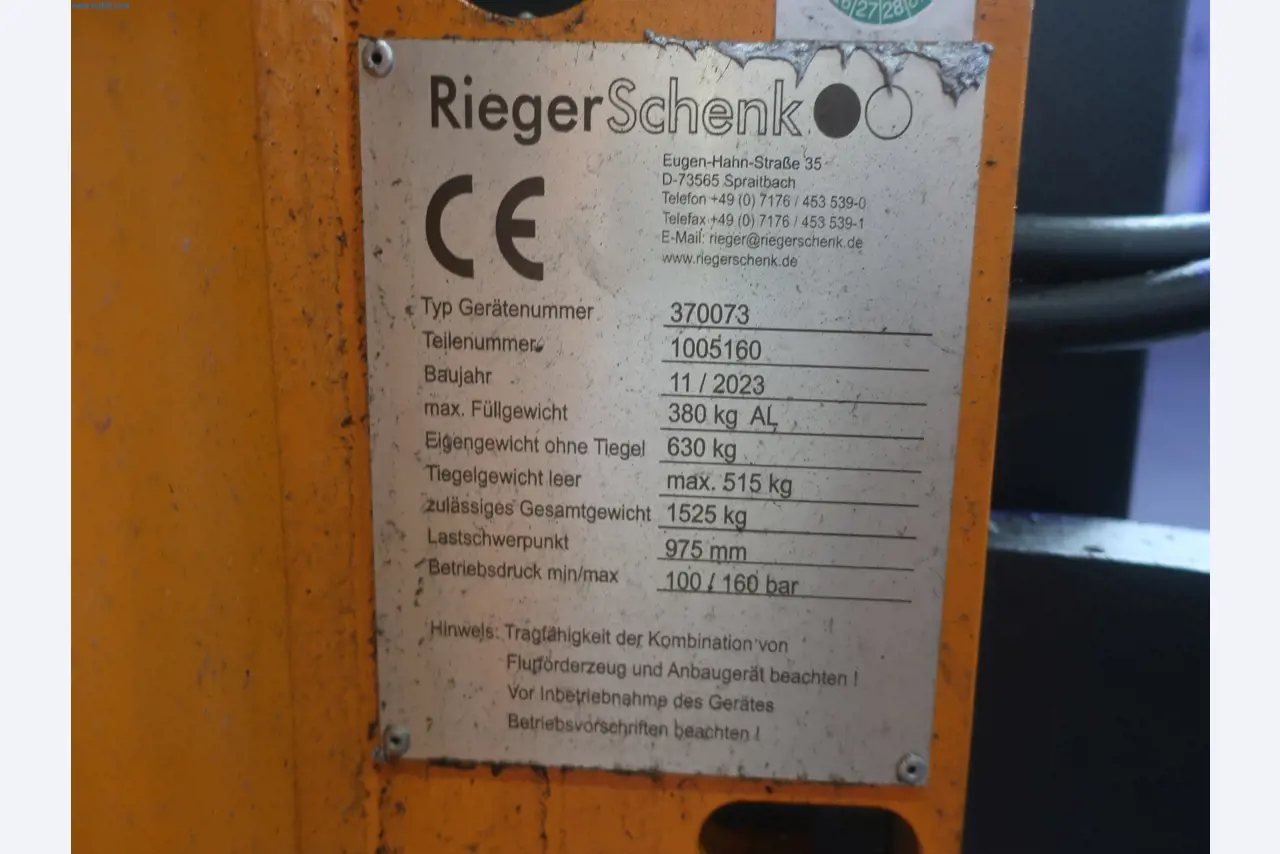 RiegerSchenk
Eugen-Hahn-Straße 35
D-73565 Spraitbach
Telefon +49 (0) 7176 / 453 539-0
Telefax +49 (0) 7176 / 453 539-1
E-Mail: rieger@riegerschenk.de
www.riegerschenk.de
CE
Typ Gerätenummer 370073
Teilenummer 1005160
Baujahr 11 / 2023
max. Füllgewicht 380 kg AL
Eigengewicht ohne Tiegel 630 kg
Tiegelgewicht leer max. 515 kg
zulässiges Gesamtgewicht 1525 kg
Lastschwerpunkt 975 mm
Betriebsdruck min/max 100 / 160 bar
Hinweis: Tragfähigkeit der Kombination von
Flurförderzeug und Anbaugerät beachten !
Vor Inbetriebnahme des Gerätes
Betriebsvorschriften beachten !